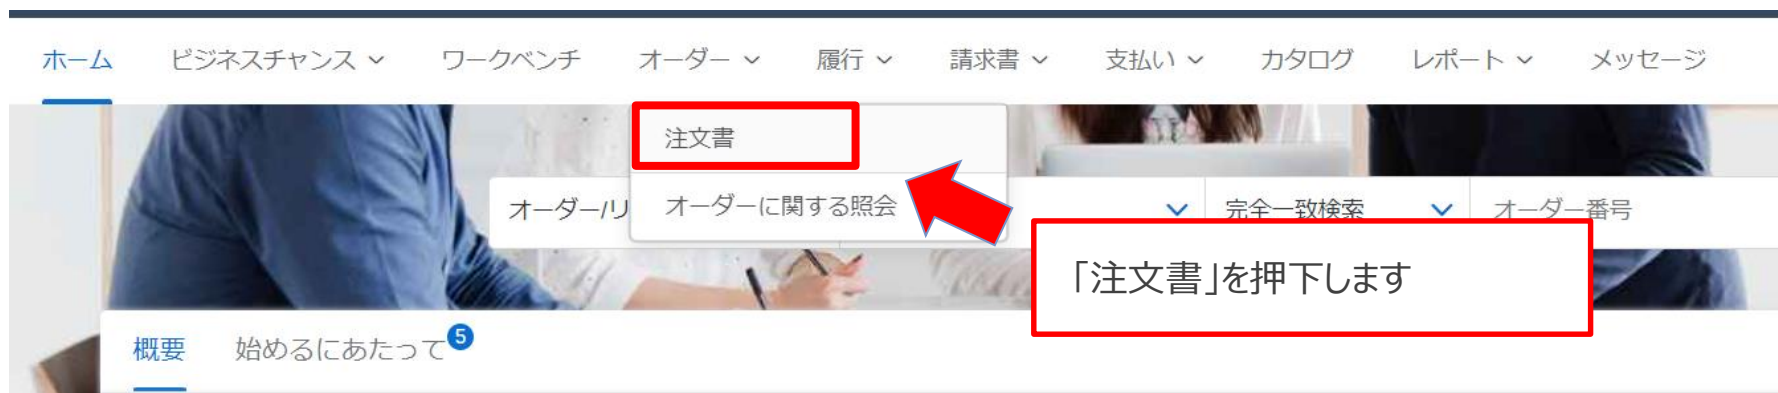 ホーム ビジネスチャンス ワークベンチ オーダー 履行 請求書 支払い カタログ レポート メッセージ
注文書
オーダー/リ オーダーに関する照会 完全一致検索 オーダー番号
「注文書」を押下します
概要 始めるにあたって 5